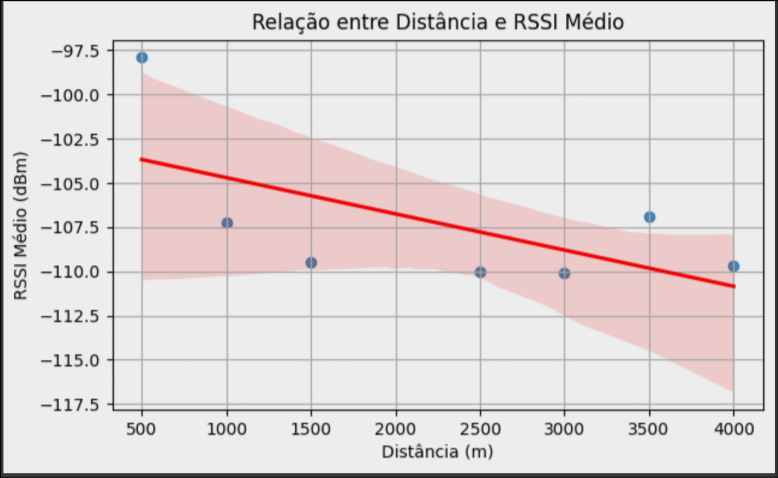 Relação entre Distância e RSSI Médio
RSSI Médio (dBm)
−97.5
−100.0
−102.5
−105.0
−107.5
−110.0
−112.5
−115.0
−117.5
500 1000 1500 2000 2500 3000 3500 4000
Distância (m)